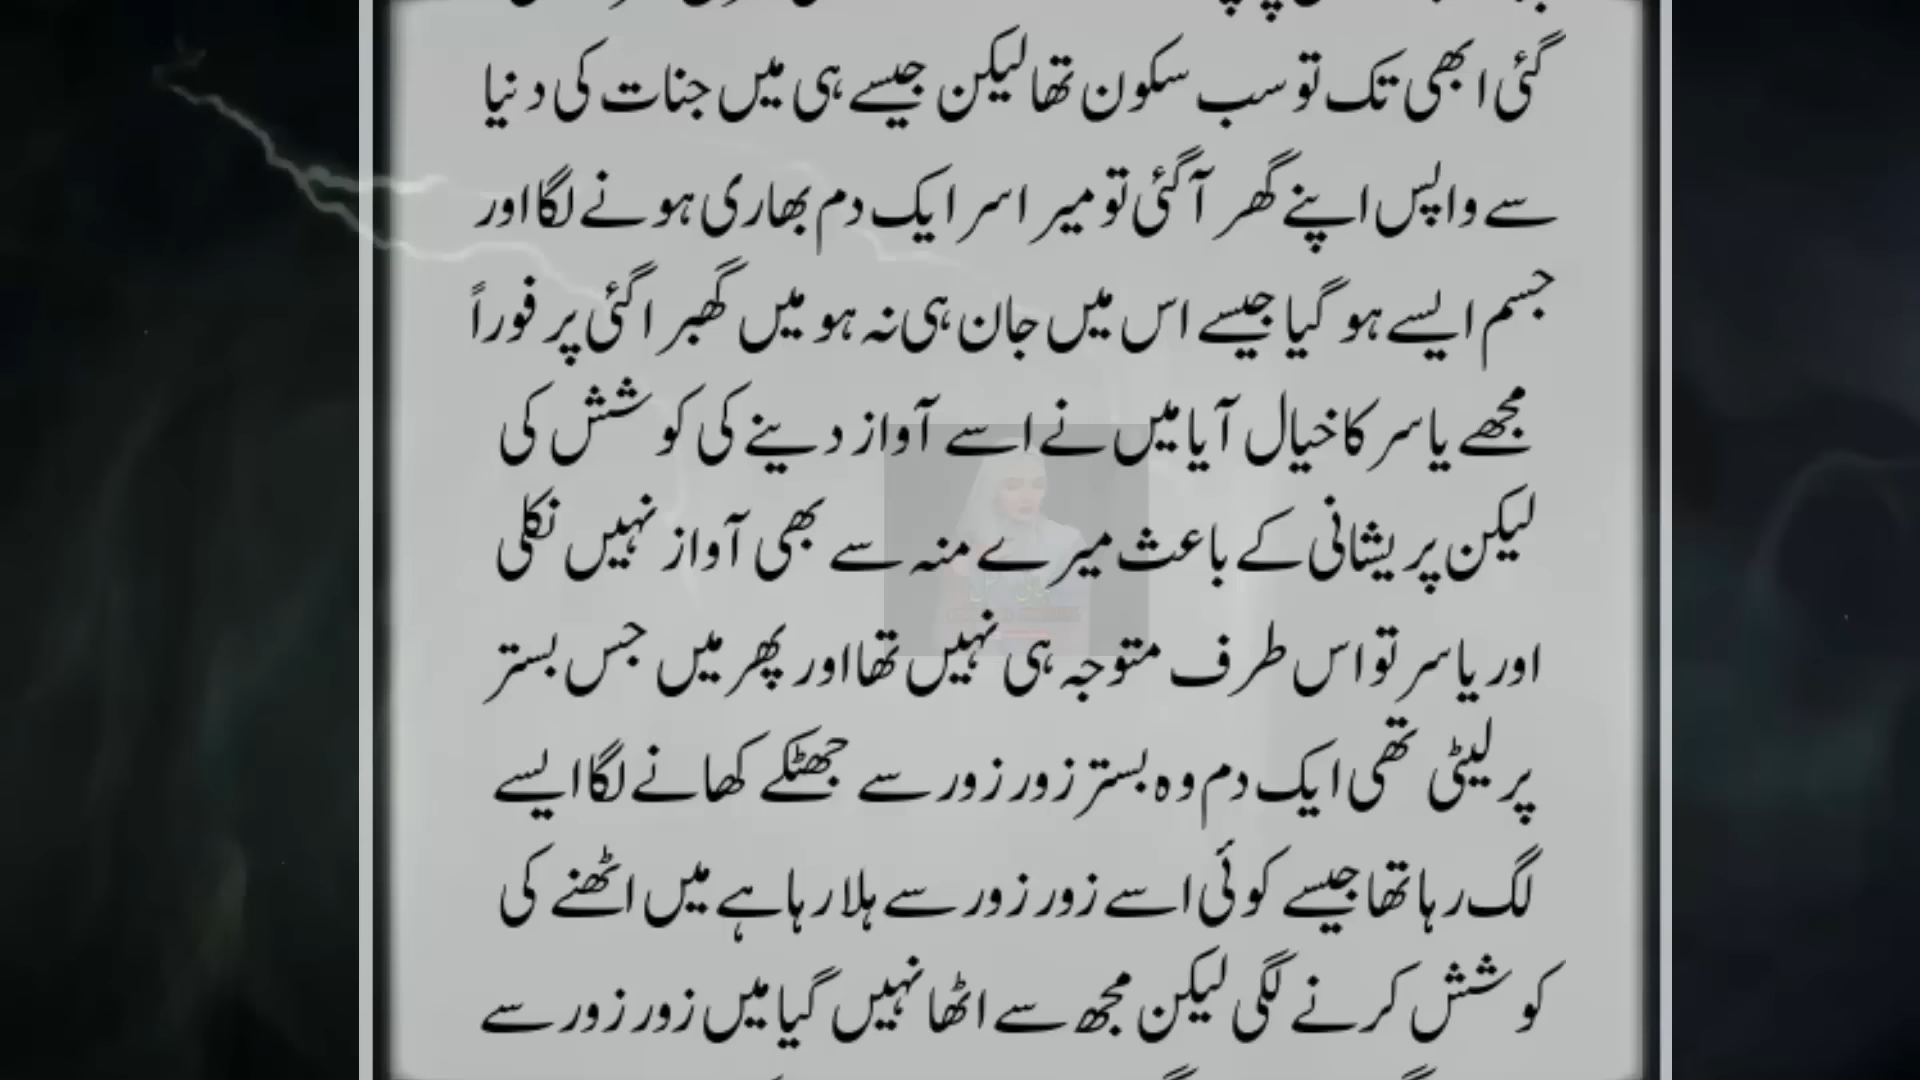 گئی ابھی تک تو سب سکون تھا لیکن جیسے ہی میں جنات کی دنیا
سے واپس اپنے گھر آگئی تو میرا سر ایک دم بھاری ہونے لگا اور
جسم ایسے ہو گیا جیسے اس میں جان ہی نہ ہو میں گھبرا گئی پر فوراً
مجھے یاسر کا خیال آیا میں نے اسے آواز دینے کی کوشش کی
لیکن پریشانی کے باعث میرے منہ سے بھی آواز نہیں نکلی
اور یاسر تو اس طرف متوجہ ہی نہیں تھا اور پھر میں جس بستر
پر لیٹی تھی ایک دم وہ بستر زور زور سے جھٹکے کھانے لگا ایسے
لگ رہا تھا جیسے کوئی اسے زور زور سے ہلا رہا ہے میں اٹھنے کی
کوشش کرنے لگی لیکن مجھ سے اٹھا نہیں گیا میں زور زور سے